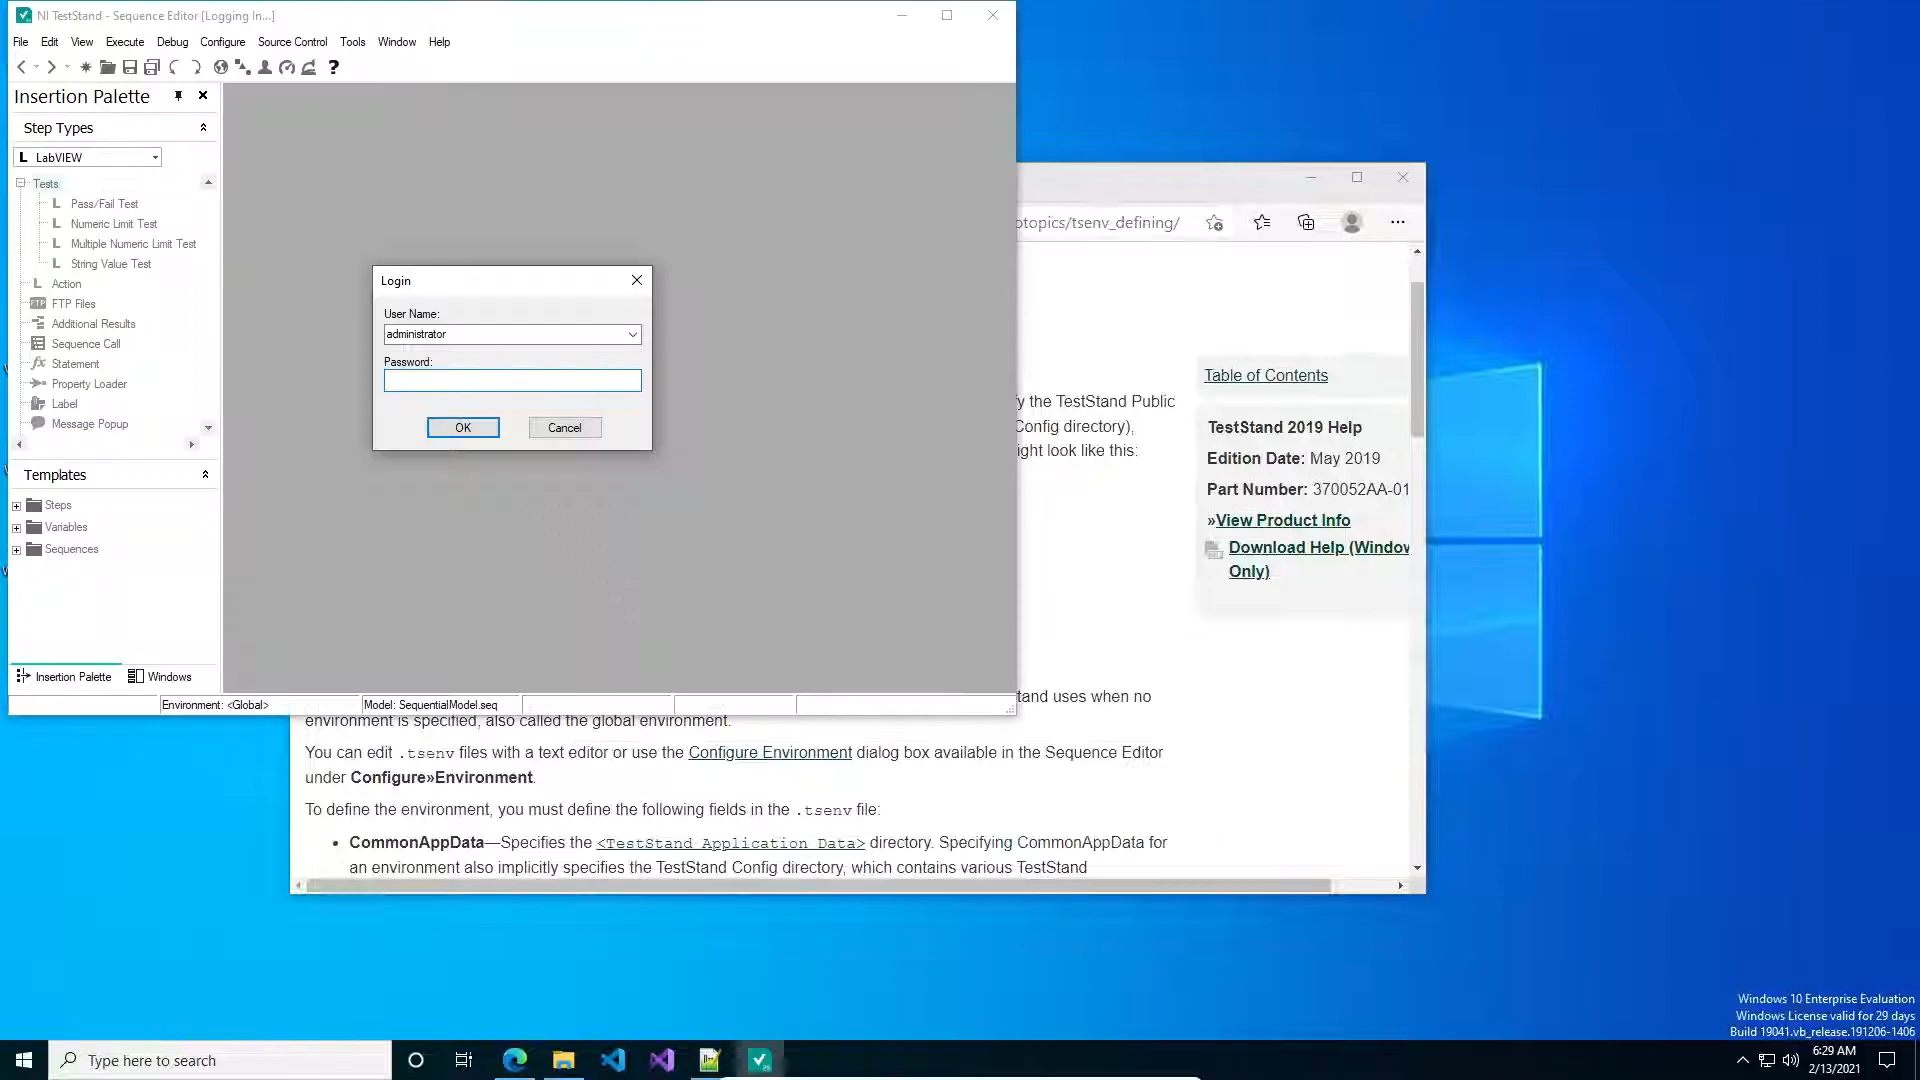 NI TestStand - Sequence Editor [Logging In...]
File Edit View Execute Debug Configure Source Control Tools Window Help
Insertion Palette
Step Types
LabVIEW
Tests
Pass/Fail Test
Numeric Limit Test
Multiple Numeric Limit Test
String Value Test
Action
FTP Files
Additional Results
Sequence Call
Statement
Property Loader
Label
Message Popup
Templates
Steps
Variables
Sequences
Insertion Palette Windows
Environment: <Global> Model: SequentialModel.seq
Login
User Name:
administrator
Password:
OK Cancel
ptopics/tsenv_defining/
fy the TestStand Public
Config directory),
ight look like this:
Table of Contents
TestStand 2019 Help
Edition Date: May 2019
Part Number: 370052AA-01
»View Product Info
Download Help (Window
Only)
tand uses when no
environment is specified, also called the global environment.
You can edit .tsenv files with a text editor or use the Configure Environment dialog box available in the Sequence Editor
under Configure»Environment.
To define the environment, you must define the following fields in the .tsenv file:
• CommonAppData—Specifies the <TestStand Application Data> directory. Specifying CommonAppData for
an environment also implicitly specifies the TestStand Config directory, which contains various TestStand
Windows 10 Enterprise Evaluation
Windows License valid for 29 days
Build 19041.vb_release.191206-1406
Type here to search
6:29 AM
2/13/2021